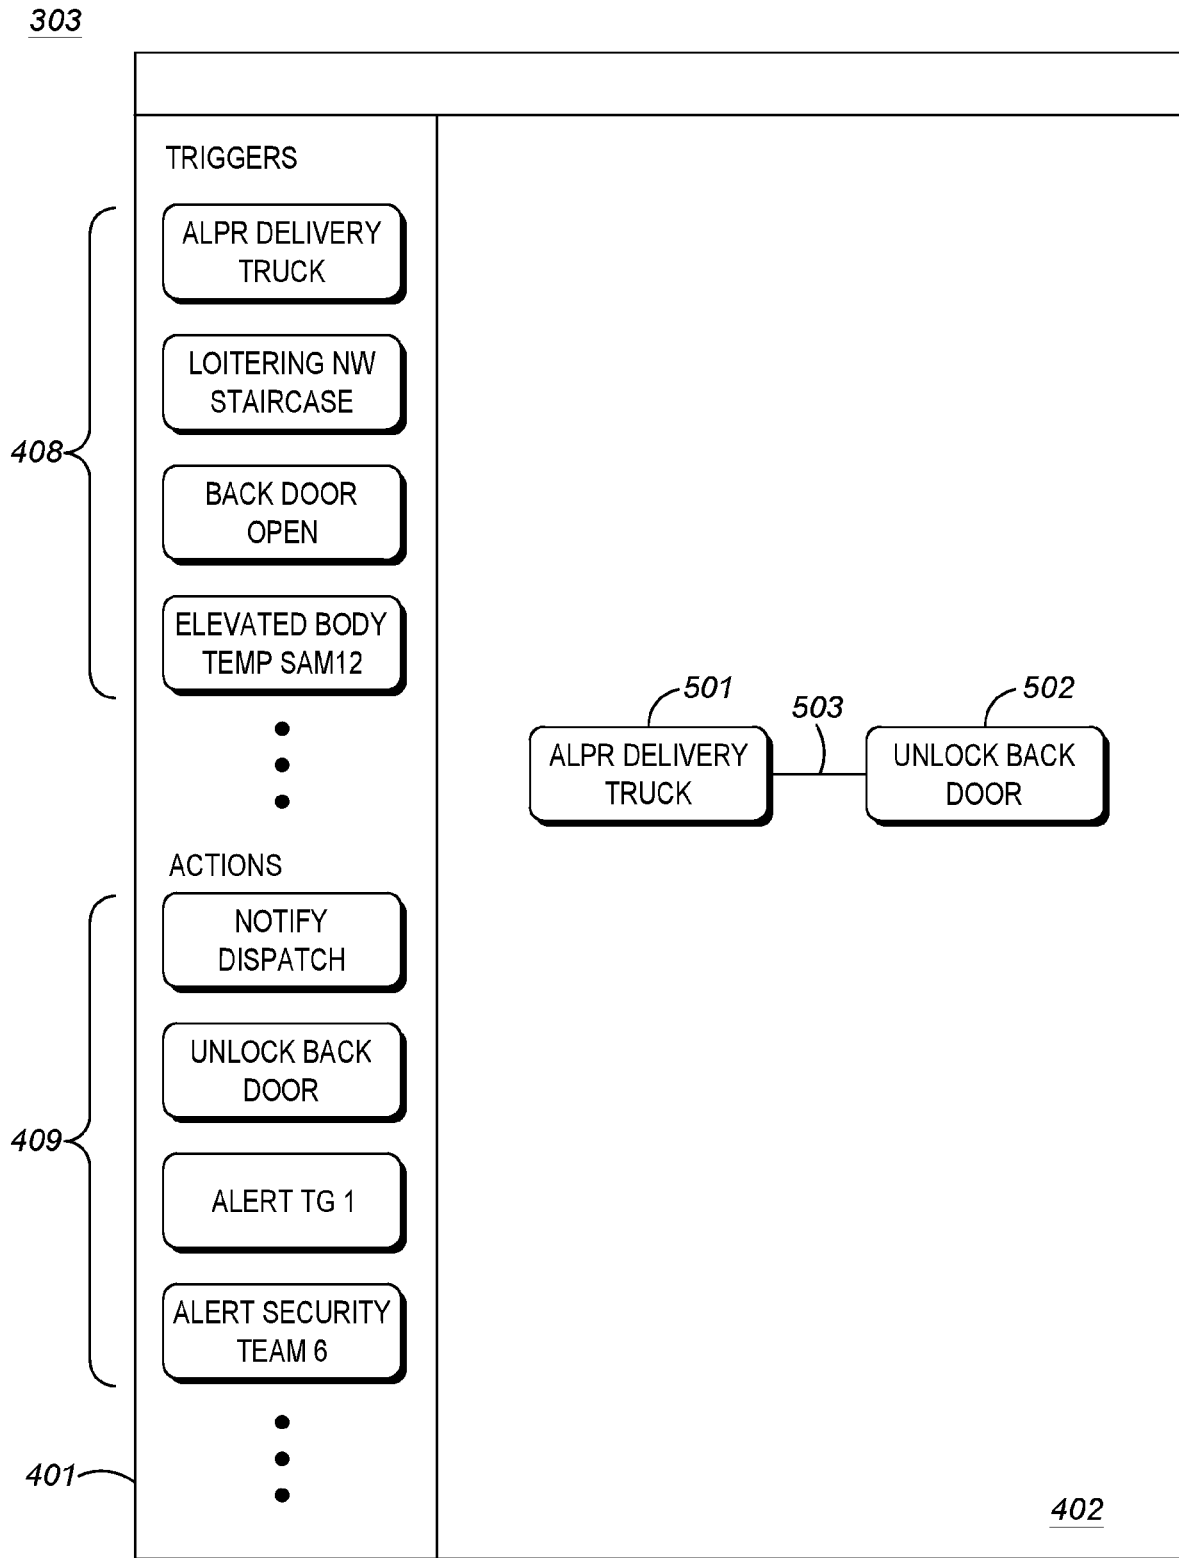 303
TRIGGERS
ALPR DELIVERY
TRUCK
LOITERING NW
STAIRCASE
408
BACK DOOR
OPEN
ELEVATED BODY
TEMP SAM12
501
503
502
ALPR DELIVERY
TRUCK
UNLOCK BACK
DOOR
ACTIONS
NOTIFY
DISPATCH
UNLOCK BACK
DOOR
409
ALERT TG 1
ALERT SECURITY
TEAM 6
401
402